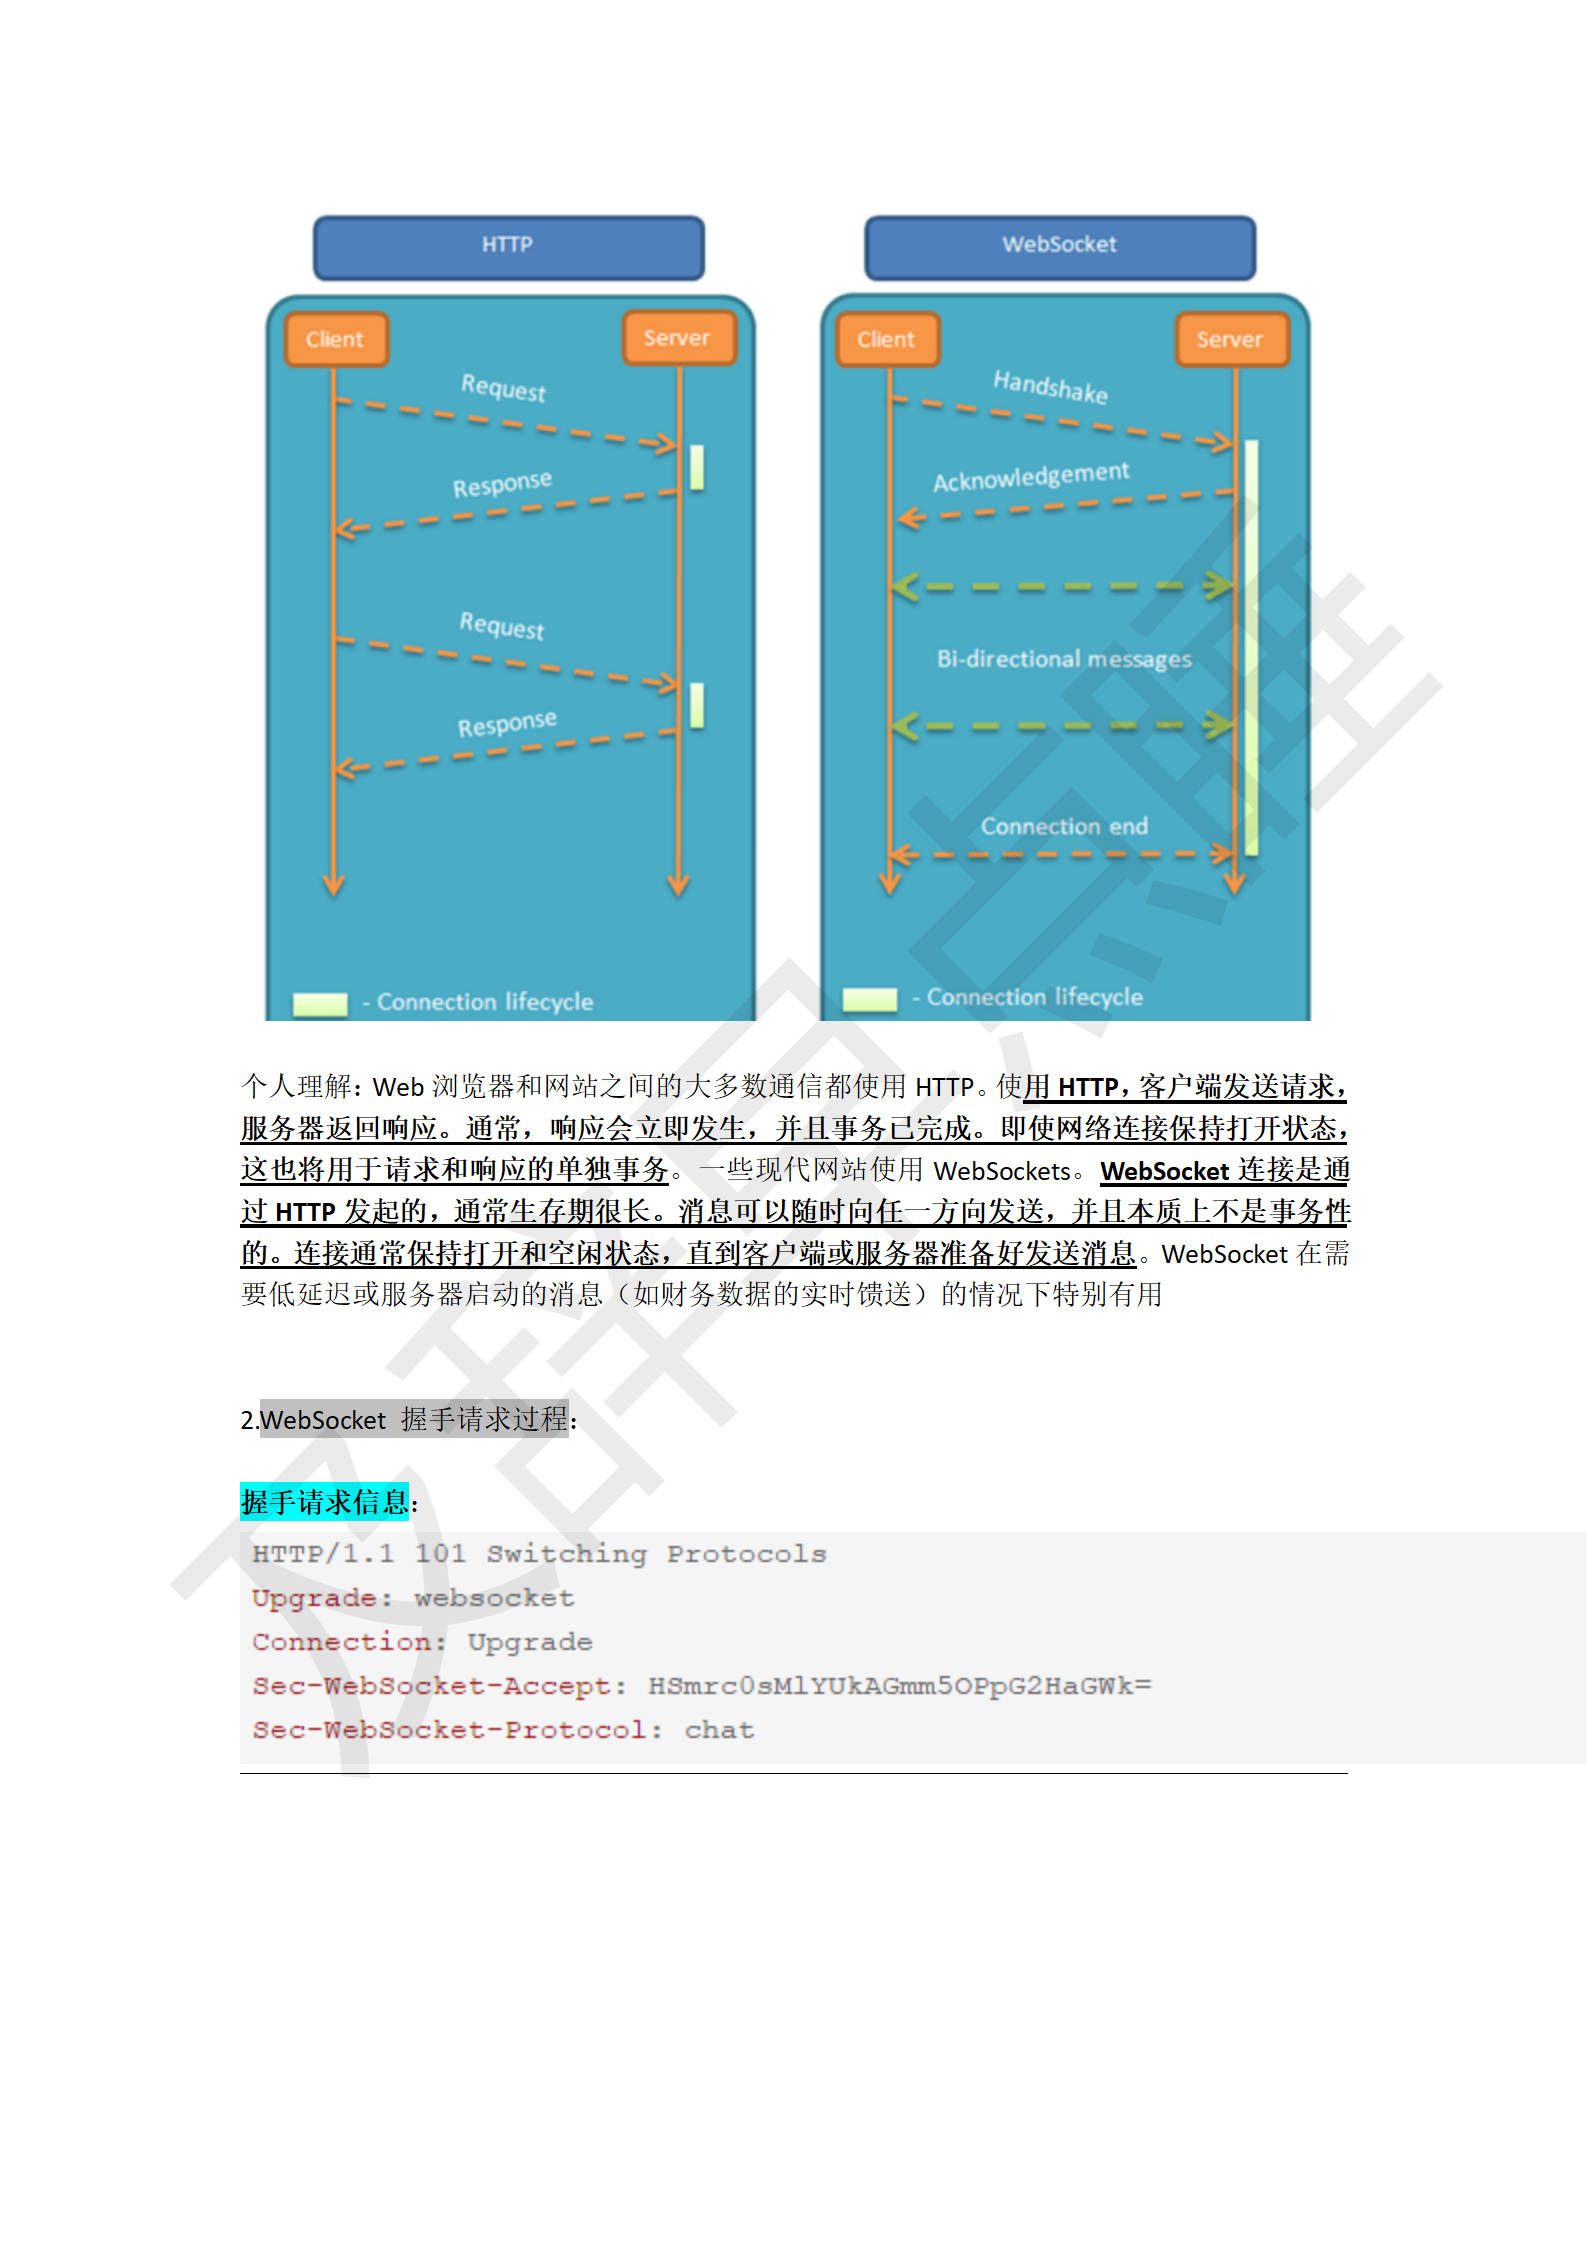 HTTP
WebSocket
Client
Server
Request
Response
Request
Response
- Connection lifecycle
Client
Server
Handshake
Acknowledgement
Bi-directional messages
Connection end
- Connection lifecycle
个人理解：Web 浏览器和网站之间的大多数通信都使用 HTTP。使用 HTTP，客户端发送请求，
服务器返回响应。通常，响应会立即发生，并且事务已完成。即使网络连接保持打开状态，
这也将用于请求和响应的单独事务。一些现代网站使用 WebSockets。WebSocket 连接是通
过 HTTP 发起的，通常生存期很长。消息可以随时向任一方向发送，并且本质上不是事务性
的。连接通常保持打开和空闲状态，直到客户端或服务器准备好发送消息。WebSocket 在需
要低延迟或服务器启动的消息（如财务数据的实时馈送）的情况下特别有用
2.WebSocket 握手请求过程：
握手请求信息：
HTTP/1.1 101 Switching Protocols
Upgrade: websocket
Connection: Upgrade
Sec-WebSocket-Accept: HSmrc0sMlYUkAGmm5OPpG2HaGWk=
Sec-WebSocket-Protocol: chat
及辞早点睡